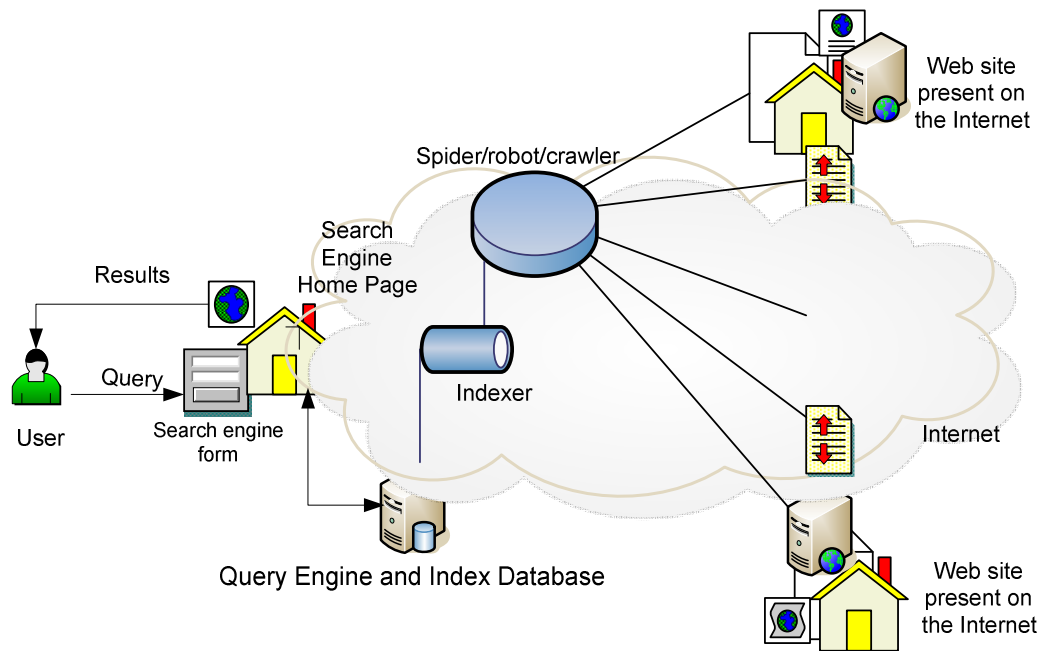 Web site
present on
the Internet
Spider/robot/crawler
Search
Engine
Home Page
Results
Query
Indexer
User
Search engine
form
Internet
Query Engine and Index Database
Web site
present on
the Internet